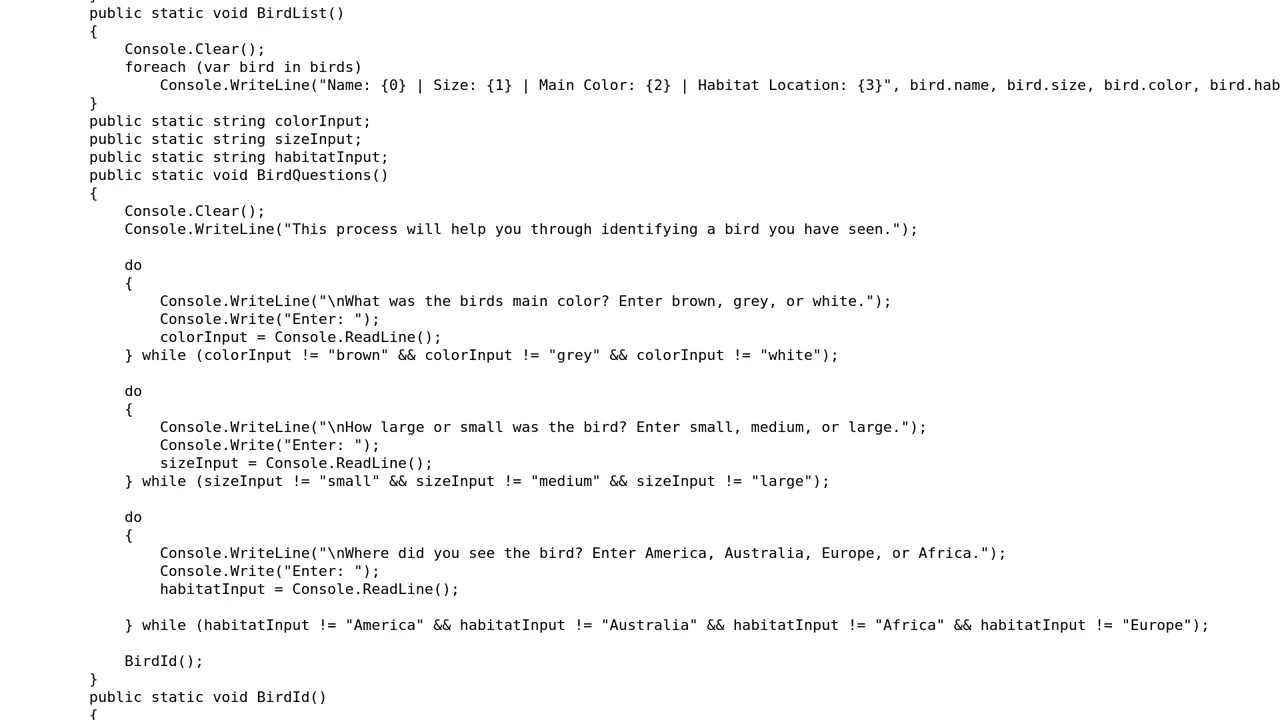 public static void BirdList()
{
Console.Clear();
foreach (var bird in birds)
Console.WriteLine("Name: {0} | Size: {1} | Main Color: {2} | Habitat Location: {3}", bird.name, bird.size, bird.color, bird.hab
}
public static string colorInput;
public static string sizeInput;
public static string habitatInput;
public static void BirdQuestions()
{
Console.Clear();
Console.WriteLine("This process will help you through identifying a bird you have seen.");
do
{
Console.WriteLine("\nWhat was the birds main color? Enter brown, grey, or white.");
Console.Write("Enter: ");
colorInput = Console.ReadLine();
} while (colorInput != "brown" && colorInput != "grey" && colorInput != "white");
do
{
Console.WriteLine("\nHow large or small was the bird? Enter small, medium, or large.");
Console.Write("Enter: ");
sizeInput = Console.ReadLine();
} while (sizeInput != "small" && sizeInput != "medium" && sizeInput != "large");
do
{
Console.WriteLine("\nWhere did you see the bird? Enter America, Australia, Europe, or Africa.");
Console.Write("Enter: ");
habitatInput = Console.ReadLine();
} while (habitatInput != "America" && habitatInput != "Australia" && habitatInput != "Africa" && habitatInput != "Europe");
BirdId();
}
public static void BirdId()
{